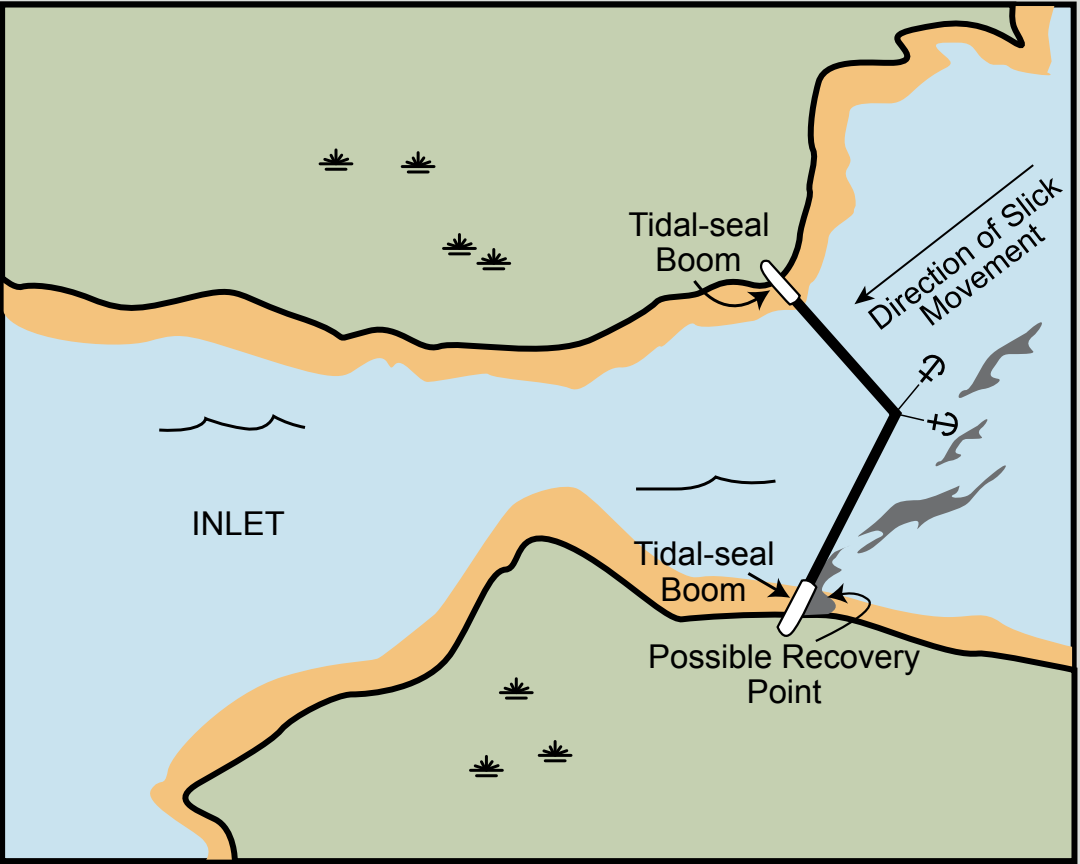 Tidal-seal
Boom
Direction of Slick
Movement
INLET
Tidal-seal
Boom
Possible Recovery
Point